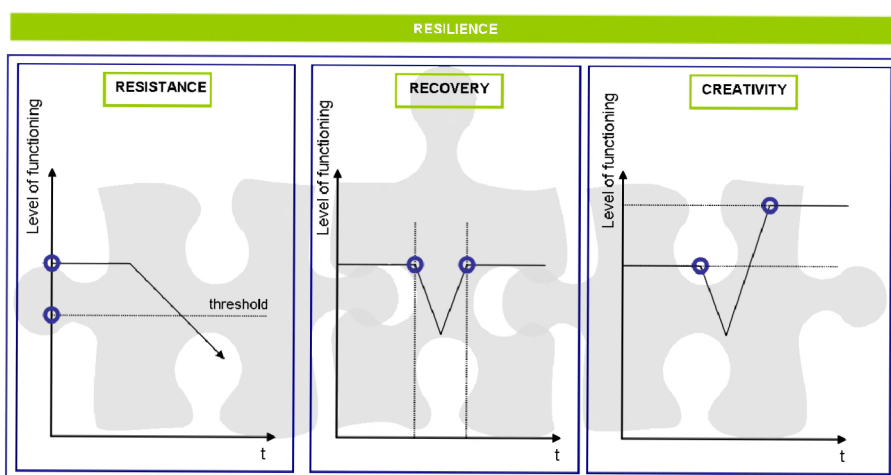 RESILIENCE
RESISTANCE
Level of functioning
threshold
t
RECOVERY
Level of functioning
t
CREATIVITY
Level of functioning
t